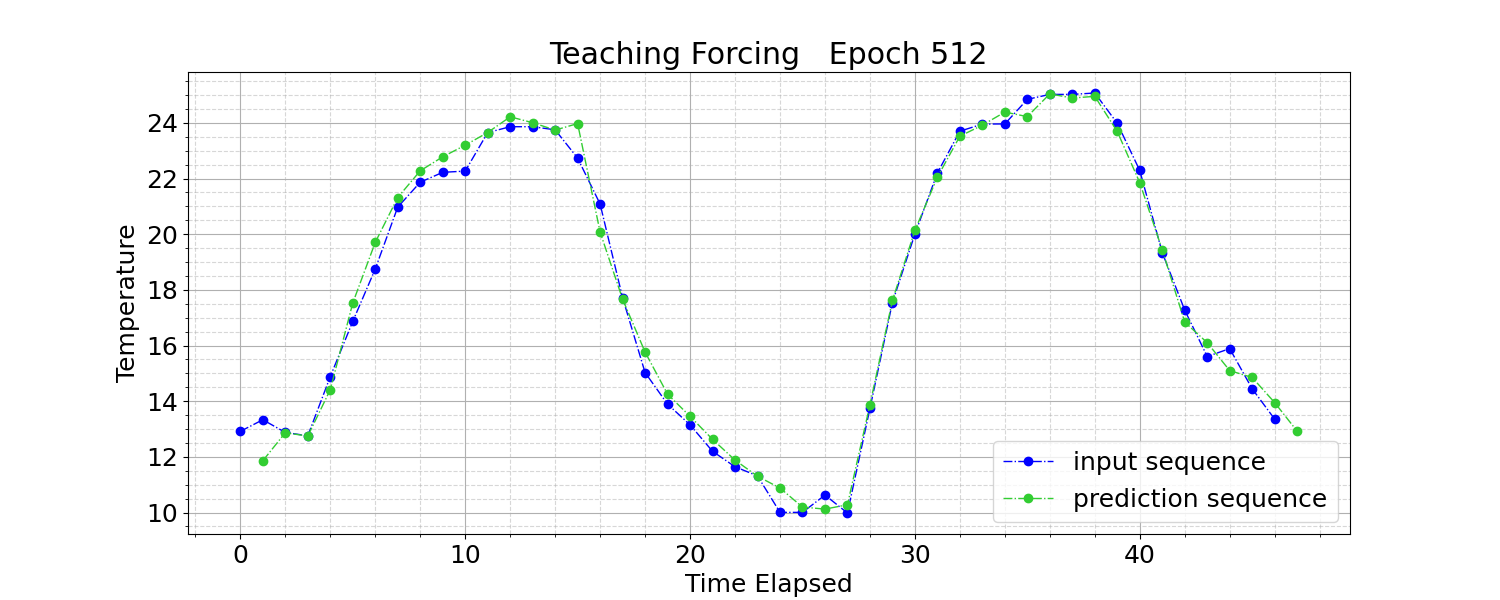 Teaching Forcing   Epoch 512
24
22
20
18
16
14
12
10
Temperature
input sequence
prediction sequence
0 10 20 30 40
Time Elapsed